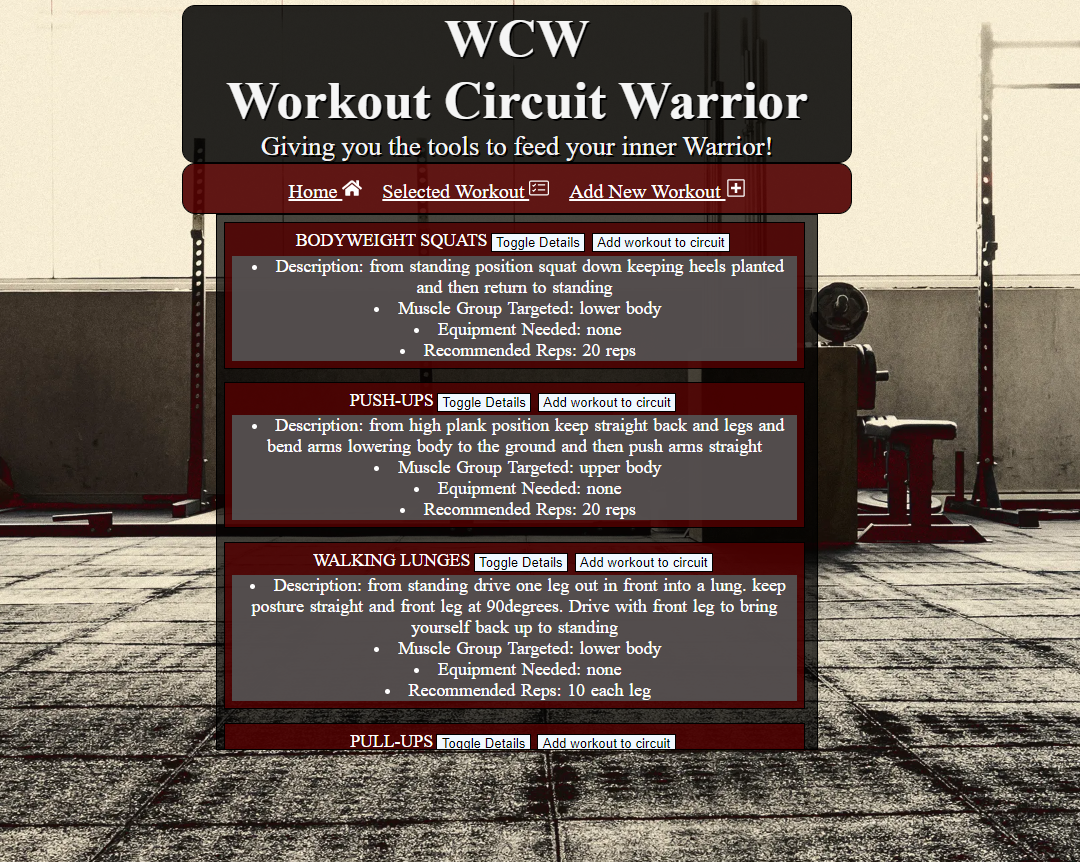 WCW
Workout Circuit Warrior
Giving you the tools to feed your inner Warrior!
Home Selected Workout Add New Workout
BODYWEIGHT SQUATS Toggle Details Add workout to circuit
• Description: from standing position squat down keeping heels planted
and then return to standing
• Muscle Group Targeted: lower body
• Equipment Needed: none
• Recommended Reps: 20 reps
PUSH-UPS Toggle Details Add workout to circuit
• Description: from high plank position keep straight back and legs and
bend arms lowering body to the ground and then push arms straight
• Muscle Group Targeted: upper body
• Equipment Needed: none
• Recommended Reps: 20 reps
WALKING LUNGES Toggle Details Add workout to circuit
• Description: from standing drive one leg out in front into a lung. keep
posture straight and front leg at 90degrees. Drive with front leg to bring
yourself back up to standing
• Muscle Group Targeted: lower body
• Equipment Needed: none
• Recommended Reps: 10 each leg
PULL-UPS Toggle Details Add workout to circuit